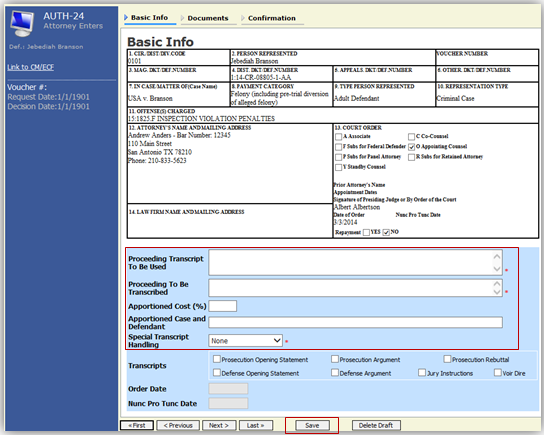 AUTH-24
Attorney Enters
Def.: Jebediah Branson
Link to CM/ECF
Voucher #:
Request Date:1/1/1901
Decision Date:1/1/1901
Basic Info
Documents
Confirmation
Basic Info
1. CIR./DIST/DIV.CODE
0101
2. PERSON REPRESENTED
Jebediah Branson
VOUCHER NUMBER
3. MAG. DKT/DEF.NUMBER
4. DIST. DKT/DEF.NUMBER
1:14-CR-08805-1-AA
5. APPEALS. DKT/DEF.NUMBER
6. OTHER. DKT/DEF.NUMBER
7. IN CASE/MATTER OF(Case Name)
USA v. Branson
8. PAYMENT CATEGORY
Felony (including pre-trial diversion
of alleged felony)
9. TYPE PERSON REPRESENTED
Adult Defendant
10. REPRESENTATION TYPE
Criminal Case
11. OFFENSE(S) CHARGED
15:1825.F INSPECTION VIOLATION PENALTIES
12. ATTORNEY'S NAME AND MAILING ADDRESS
Andrew Anders - Bar Number: 12345
110 Main Street
San Antonio TX 78210
Phone: 210-833-5623
13. COURT ORDER
A Associate
C Co-Counsel
F Subs for Federal Defender
O Appointing Counsel
P Subs for Panel Attorney
R Subs for Retained Attorney
Y Standby Counsel
Prior Attorney's Name
Appointment Dates
Signature of Presiding Judge or By Order of the Court
Albert Albertson
Date of Order
Nunc Pro Tunc Date
3/3/2014
Repayment YES NO
14. LAW FIRM NAME AND MAILING ADDRESS
Proceeding Transcript
To Be Used
*
Proceeding To Be
Transcribed
*
Apportioned Cost (%)
Apportioned Case and
Defendant
Special Transcript
Handling
None
*
Transcripts
Prosecution Opening Statement
Prosecution Argument
Prosecution Rebuttal
Defense Opening Statement
Defense Argument
Jury Instructions
Voir Dire
Order Date
Nunc Pro Tunc Date
« First
< Previous
Next >
Last »
Save
Delete Draft